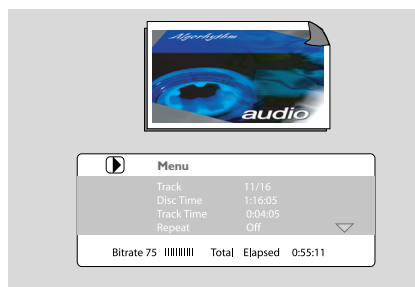 Algorhythm
audio
Menu
Track 11/16
Disc Time 1:16:05
Track Time 0:04:05
Repeat Off
Bitrate 75 Total Elapsed 0:55:11